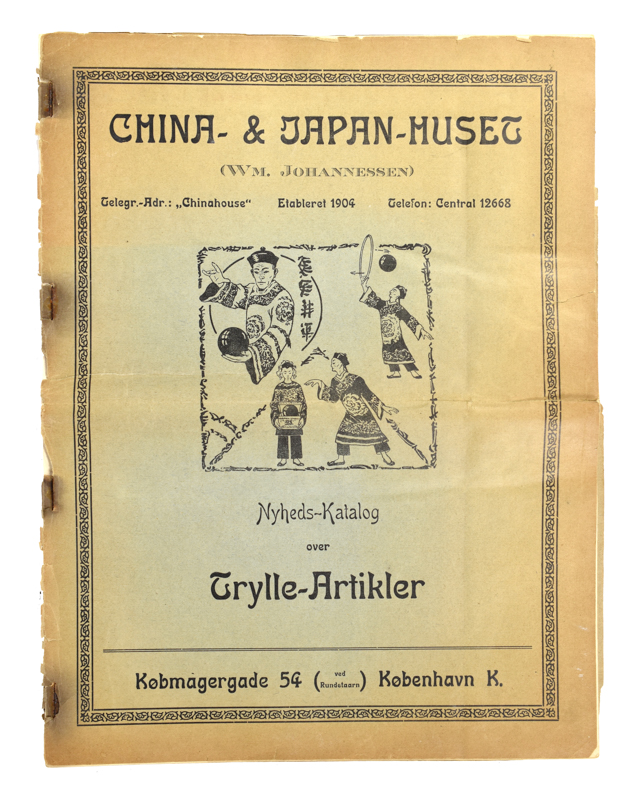 CHINA- & JAPAN-HUSET
(WM. JOHANNESSEN)
Telegr.-Adr.: „Chinahouse“ Etableret 1904 Telefon: Central 12668
Nyheds-Katalog
over
Trylle-Artikler
Købmagergade 54 (ved Rundetaarn) København K.